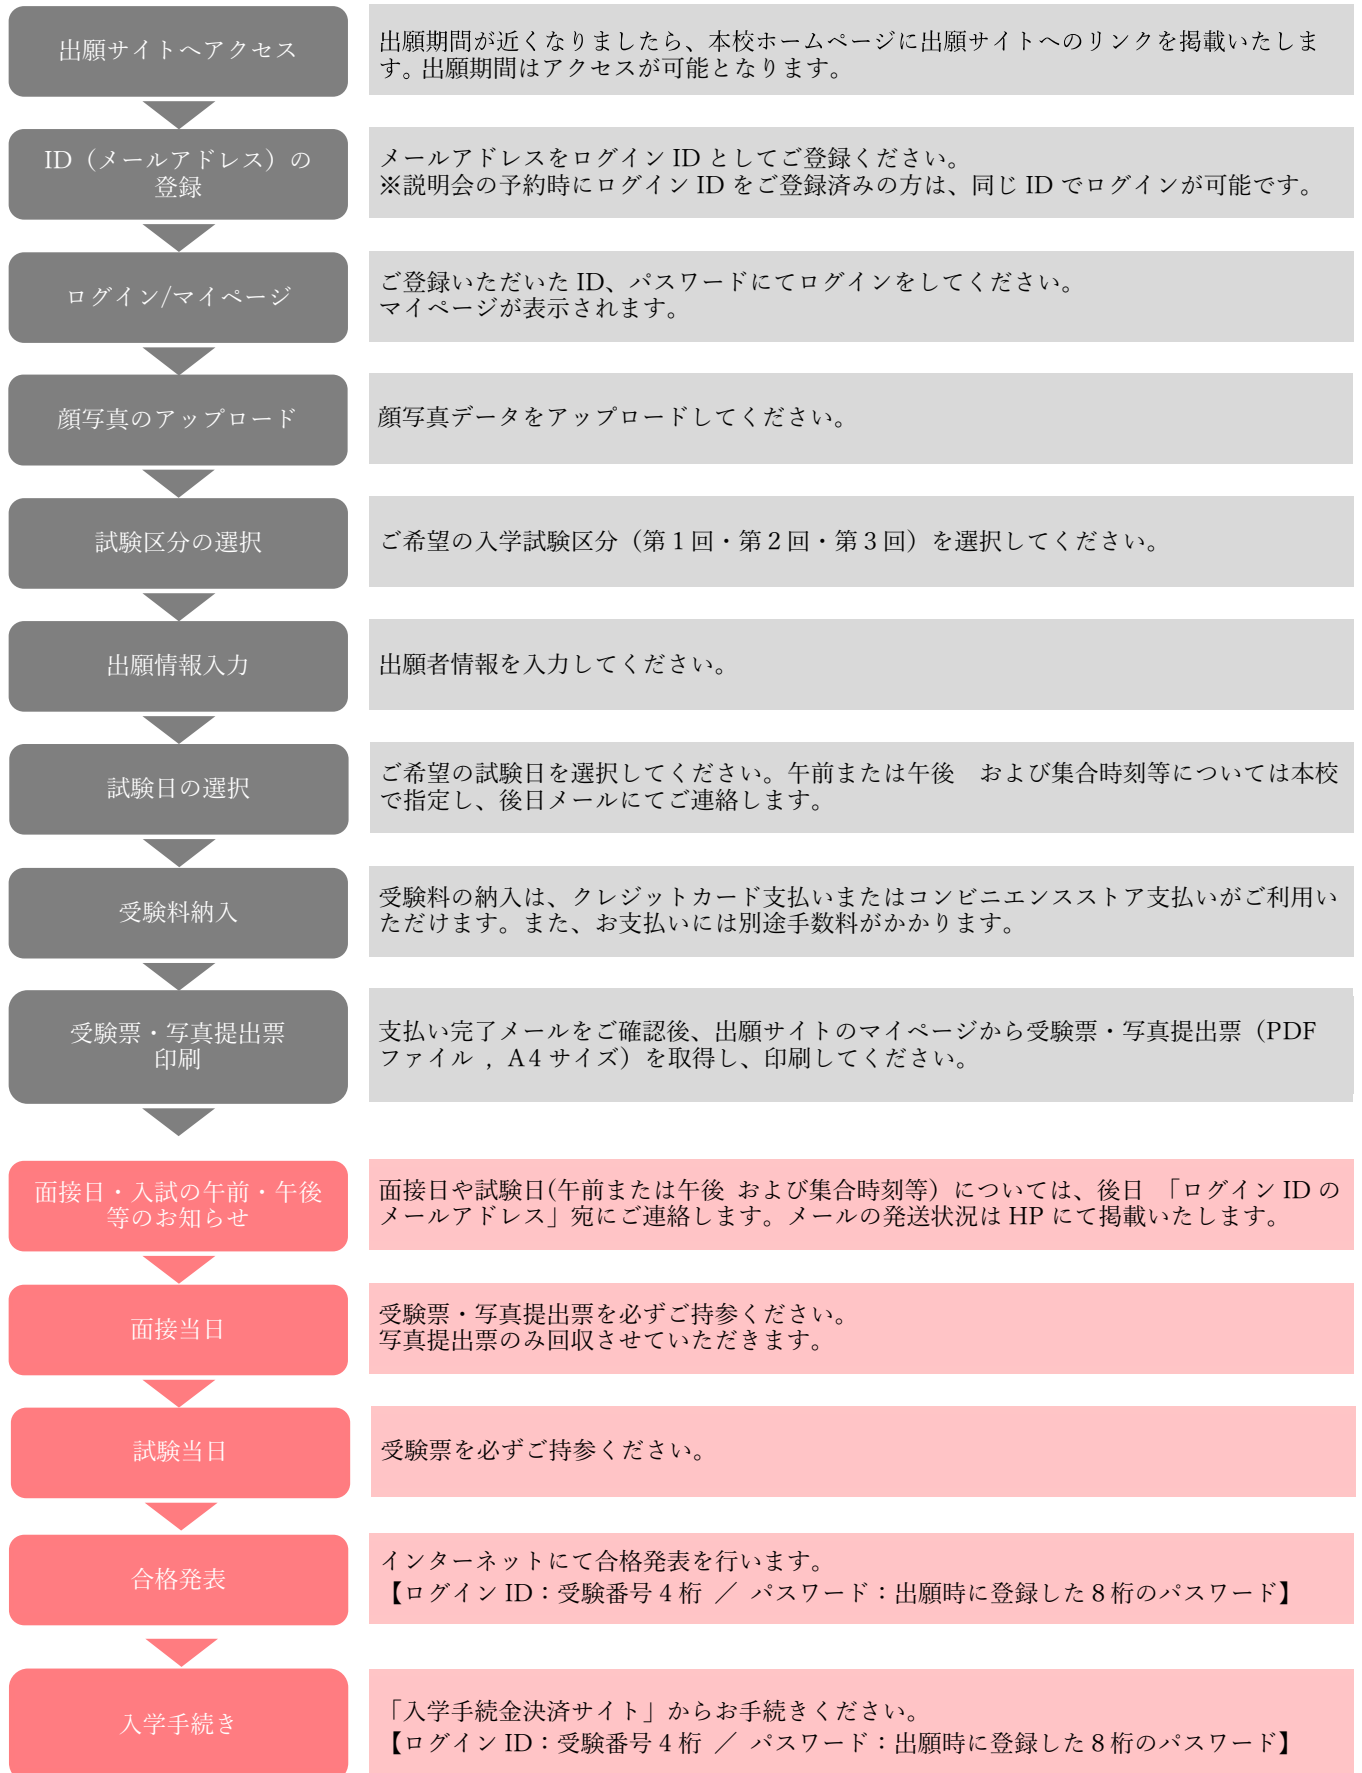 出願サイトへアクセス
出願期間が近くなりましたら、本校ホームページに出願サイトへのリンクを掲載いたしま
す。出願期間はアクセスが可能となります。
ID（メールアドレス）の
登録
メールアドレスをログイン ID としてご登録ください。
※説明会の予約時にログイン ID をご登録済みの方は、同じ ID でログインが可能です。
ログイン/マイページ
ご登録いただいた ID、パスワードにてログインをしてください。
マイページが表示されます。
顔写真のアップロード
顔写真データをアップロードしてください。
試験区分の選択
ご希望の入学試験区分（第１回・第２回・第３回）を選択してください。
出願情報入力
出願者情報を入力してください。
試験日の選択
ご希望の試験日を選択してください。午前または午後　および集合時刻等については本校
で指定し、後日メールにてご連絡します。
受験料納入
受験料の納入は、クレジットカード支払いまたはコンビニエンスストア支払いがご利用い
ただけます。また、お支払いには別途手数料がかかります。
受験票・写真提出票
印刷
支払い完了メールをご確認後、出願サイトのマイページから受験票・写真提出票（PDF
ファイル , A4 サイズ）を取得し、印刷してください。
面接日・入試の午前・午後
等のお知らせ
面接日や試験日(午前または午後 および集合時刻等）については、後日 「ログイン ID の
メールアドレス」宛にご連絡します。メールの発送状況は HP にて掲載いたします。
面接当日
受験票・写真提出票を必ずご持参ください。
写真提出票のみ回収させていただきます。
試験当日
受験票を必ずご持参ください。
合格発表
インターネットにて合格発表を行います。
【ログイン ID：受験番号４桁 ／ パスワード：出願時に登録した８桁のパスワード】
入学手続き
「入学手続金決済サイト」からお手続きください。
【ログイン ID：受験番号４桁 ／ パスワード：出願時に登録した８桁のパスワード】